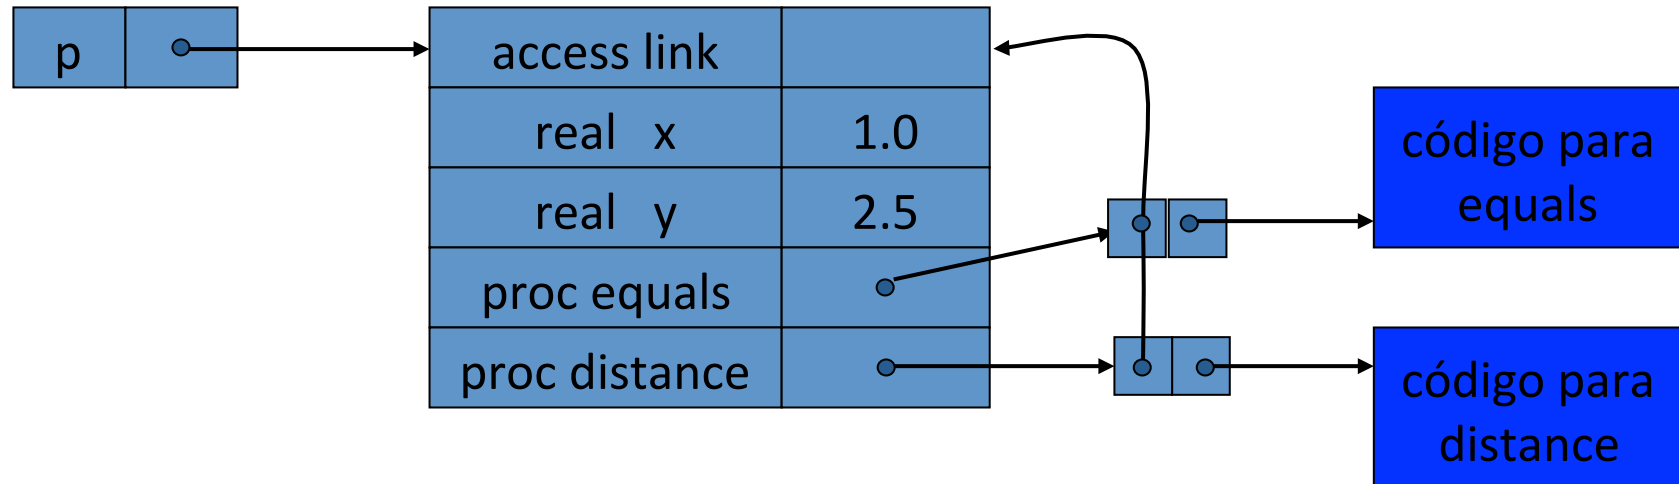 p
access link
real x 1.0
real y 2.5
proc equals
proc distance
código para
equals
código para
distance